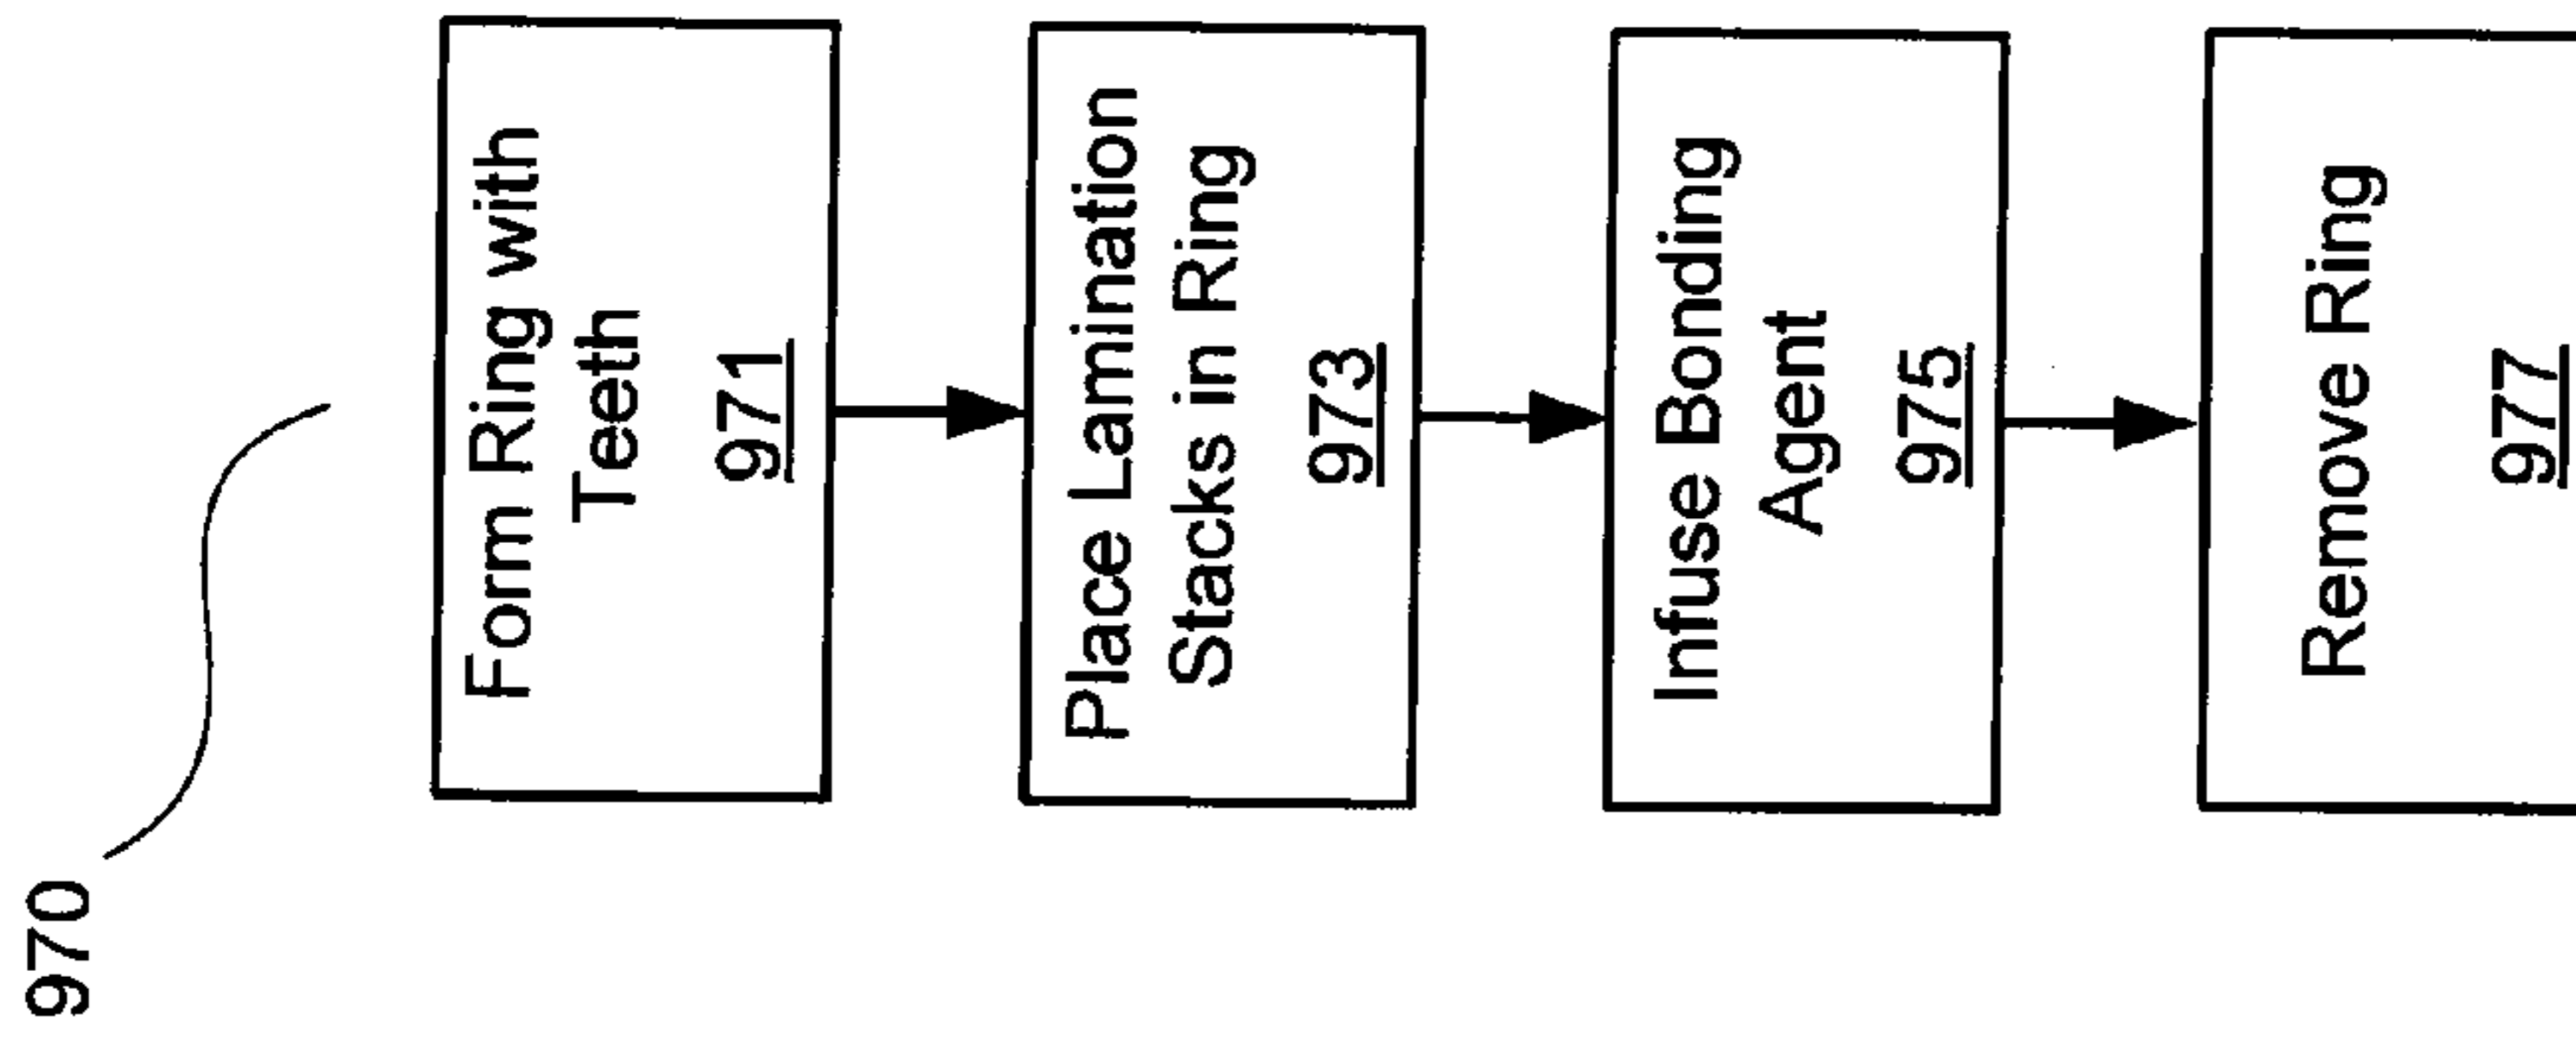 970
Form Ring with
Teeth
971
Place Lamination
Stacks in Ring
973
Infuse Bonding
Agent
975
Remove Ring
977